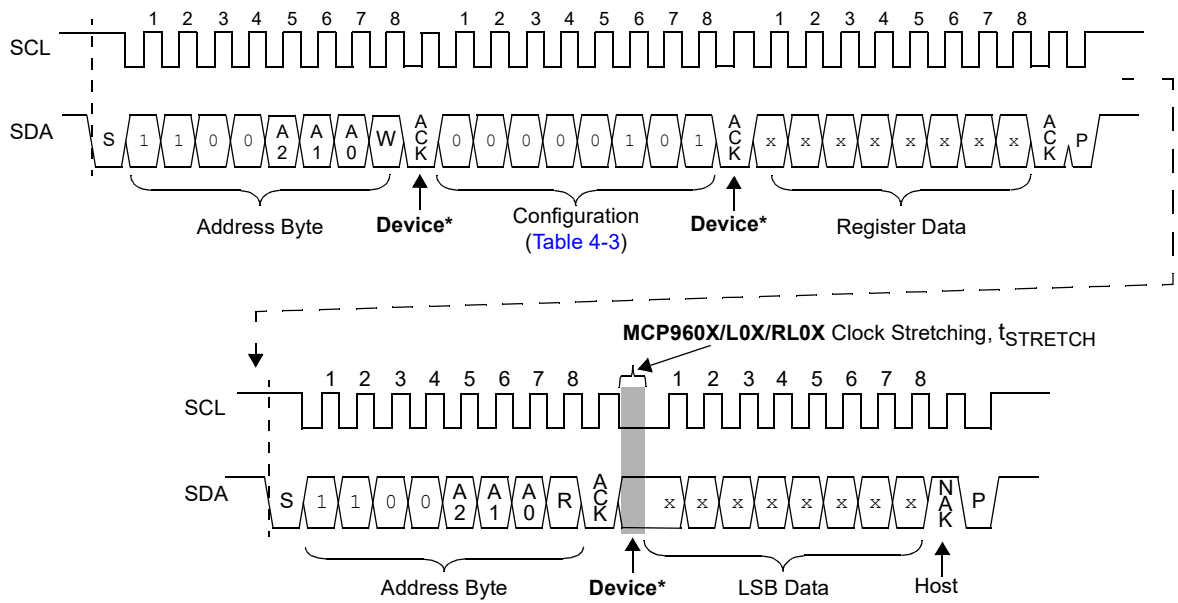 1 2 3 4 5 6 7 8 1 2 3 4 5 6 7 8 1 2 3 4 5 6 7 8
SCL
SDA S 1 1 0 0 A2 A1 A0 W ACK 0 0 0 0 0 1 0 1 ACK x x x x x x x x ACK P
Address Byte Device* Configuration Device* Register Data
(Table 4-3)
MCP960X/L0X/RL0X Clock Stretching, tSTRETCH
1 2 3 4 5 6 7 8 1 2 3 4 5 6 7 8
SCL
SDA S 1 1 0 0 A2 A1 A0 R ACK x x x x x x x x NAK P
Address Byte Device* LSB Data Host